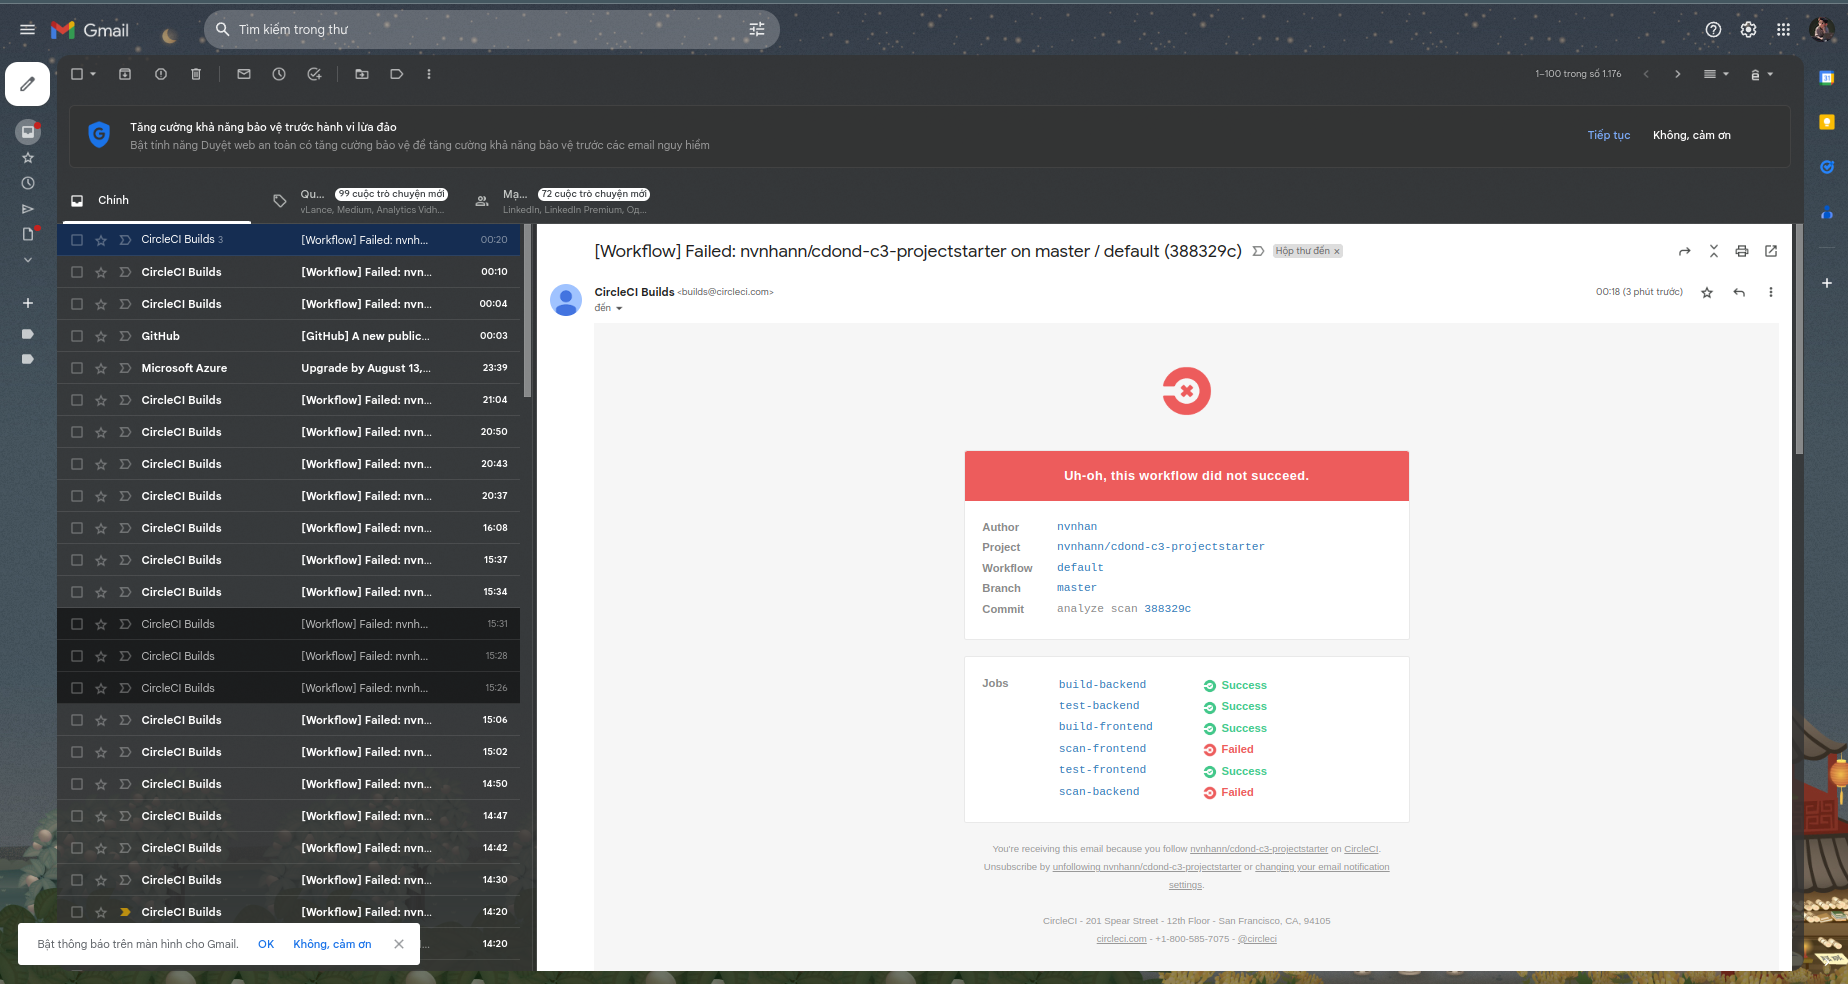 Gmail
Tìm kiếm trong thư
1–100 trong số 1.176
Tăng cường khả năng bảo vệ trước hành vi lừa đảo
Bật tính năng Duyệt web an toàn có tăng cường bảo vệ để tăng cường khả năng bảo vệ trước các email nguy hiểm
Tiếp tục
Không, cảm ơn
Chính
Qu... 99 cuộc trò chuyện mới
vLance, Medium, Analytics Vidh...
Mạ... 72 cuộc trò chuyện mới
LinkedIn, LinkedIn Premium, Од...
CircleCI Builds 3 [Workflow] Failed: nvnh... 00:20
CircleCI Builds [Workflow] Failed: nvn... 00:10
CircleCI Builds [Workflow] Failed: nvn... 00:04
GitHub [GitHub] A new public... 00:03
Microsoft Azure Upgrade by August 13,... 23:39
CircleCI Builds [Workflow] Failed: nvn... 21:04
CircleCI Builds [Workflow] Failed: nvn... 20:50
CircleCI Builds [Workflow] Failed: nvn... 20:43
CircleCI Builds [Workflow] Failed: nvn... 20:37
CircleCI Builds [Workflow] Failed: nvn... 16:08
CircleCI Builds [Workflow] Failed: nvn... 15:37
CircleCI Builds [Workflow] Failed: nvn... 15:34
CircleCI Builds [Workflow] Failed: nvnh... 15:31
CircleCI Builds [Workflow] Failed: nvnh... 15:28
CircleCI Builds [Workflow] Failed: nvnh... 15:26
CircleCI Builds [Workflow] Failed: nvn... 15:06
CircleCI Builds [Workflow] Failed: nvn... 15:02
CircleCI Builds [Workflow] Failed: nvn... 14:50
CircleCI Builds [Workflow] Failed: nvn... 14:47
CircleCI Builds [Workflow] Failed: nvn... 14:42
CircleCI Builds [Workflow] Failed: nvn... 14:30
CircleCI Builds [Workflow] Failed: nvn... 14:20
14:20
Bật thông báo trên màn hình cho Gmail. OK Không, cảm ơn
[Workflow] Failed: nvnhann/cdond-c3-projectstarter on master / default (388329c)
Hộp thư đến x
CircleCI Builds <builds@circleci.com>
00:18 (3 phút trước)
đến
Uh-oh, this workflow did not succeed.
Author nvnhan
Project nvnhann/cdond-c3-projectstarter
Workflow default
Branch master
Commit analyze scan 388329c
Jobs
build-backend Success
test-backend Success
build-frontend Success
scan-frontend Failed
test-frontend Success
scan-backend Failed
You're receiving this email because you follow nvnhann/cdond-c3-projectstarter on CircleCI.
Unsubscribe by unfollowing nvnhann/cdond-c3-projectstarter or changing your email notification
settings.
CircleCI - 201 Spear Street - 12th Floor - San Francisco, CA, 94105
circleci.com - +1-800-585-7075 - @circleci